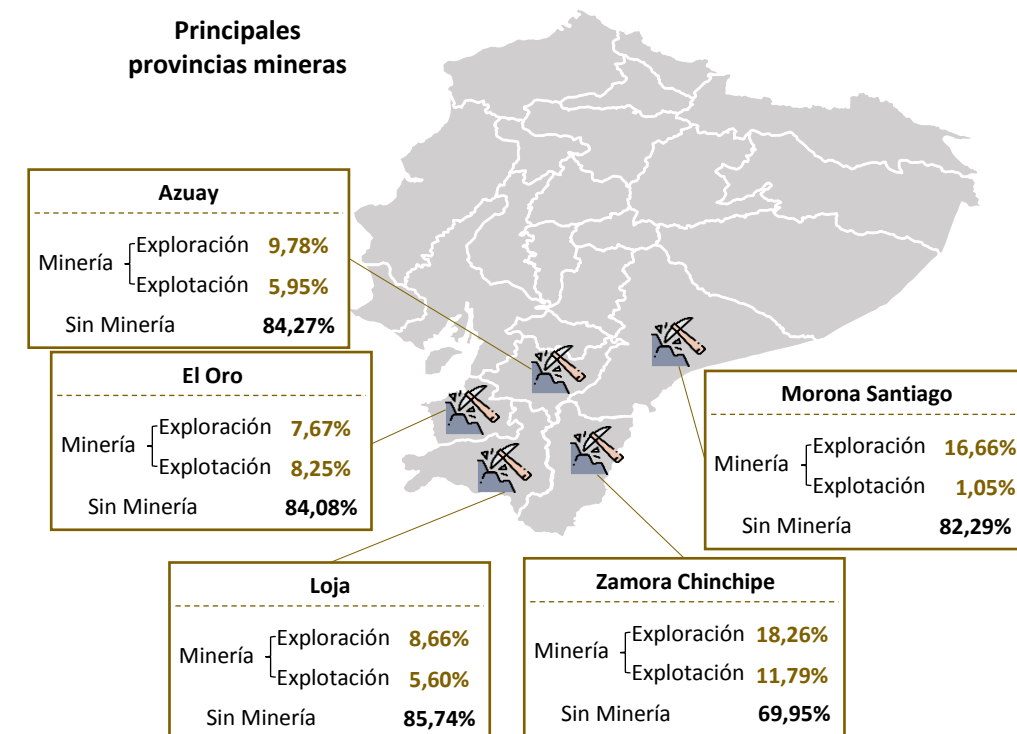 Principales
provincias mineras
Azuay
Minería
Exploración 9,78%
Explotación 5,95%
Sin Minería 84,27%
El Oro
Minería
Exploración 7,67%
Explotación 8,25%
Sin Minería 84,08%
Morona Santiago
Minería
Exploración 16,66%
Explotación 1,05%
Sin Minería 82,29%
Loja
Minería
Exploración 8,66%
Explotación 5,60%
Sin Minería 85,74%
Zamora Chinchipe
Minería
Exploración 18,26%
Explotación 11,79%
Sin Minería 69,95%